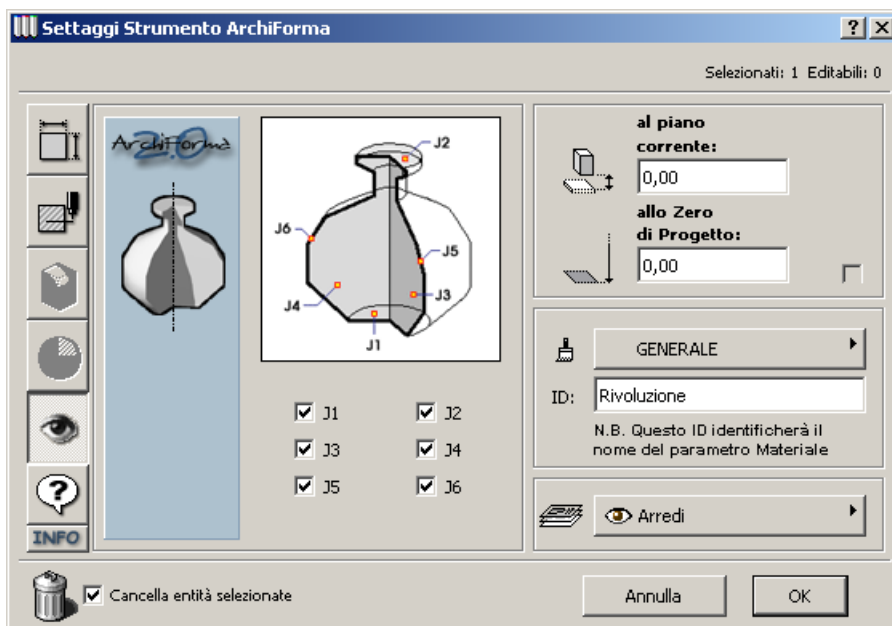 Settaggi Strumento ArchiForma
Selezionati: 1 Editabili: 0
ArchiForma
2.0
J2
J6
J5
J4
J3
J1
J1
J2
J3
J4
J5
J6
al piano
corrente:
0,00
allo Zero
di Progetto:
0,00
GENERALE
ID:
Rivoluzione
N.B. Questo ID identificherà il
nome del parametro Materiale
Arredi
INFO
Cancella entità selezionate
Annulla
OK